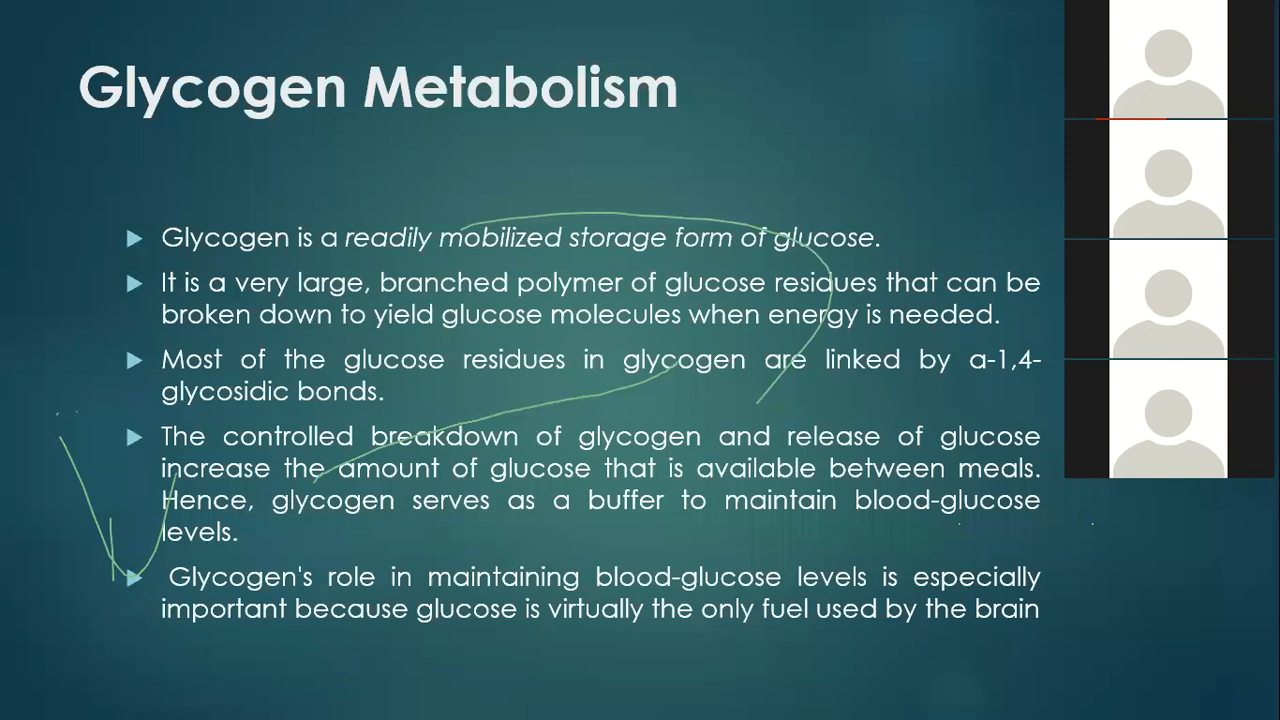 Glycogen Metabolism
Glycogen is a readily mobilized storage form of glucose.
It is a very large, branched polymer of glucose residues that can be
broken down to yield glucose molecules when energy is needed.
Most of the glucose residues in glycogen are linked by a-1,4-
glycosidic bonds.
The controlled breakdown of glycogen and release of glucose
increase the amount of glucose that is available between meals.
Hence, glycogen serves as a buffer to maintain blood-glucose
levels.
Glycogen's role in maintaining blood-glucose levels is especially
important because glucose is virtually the only fuel used by the brain